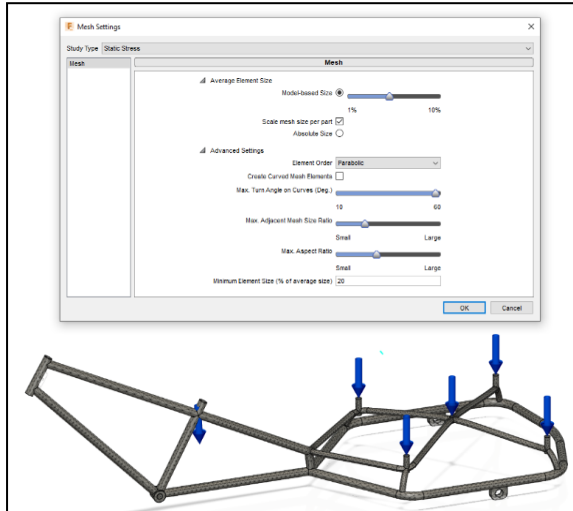 Mesh Settings
Study Type Static Stress
Mesh
Mesh
Average Element Size
Model-based Size
1% 10%
Scale mesh size per part
Absolute Size
Advanced Settings
Element Order Parabolic
Create Curved Mesh Elements
Max. Turn Angle on Curves (Deg.)
10 60
Max. Adjacent Mesh Size Ratio
Small Large
Max. Aspect Ratio
Small Large
Minimum Element Size (% of average size) 20
OK Cancel